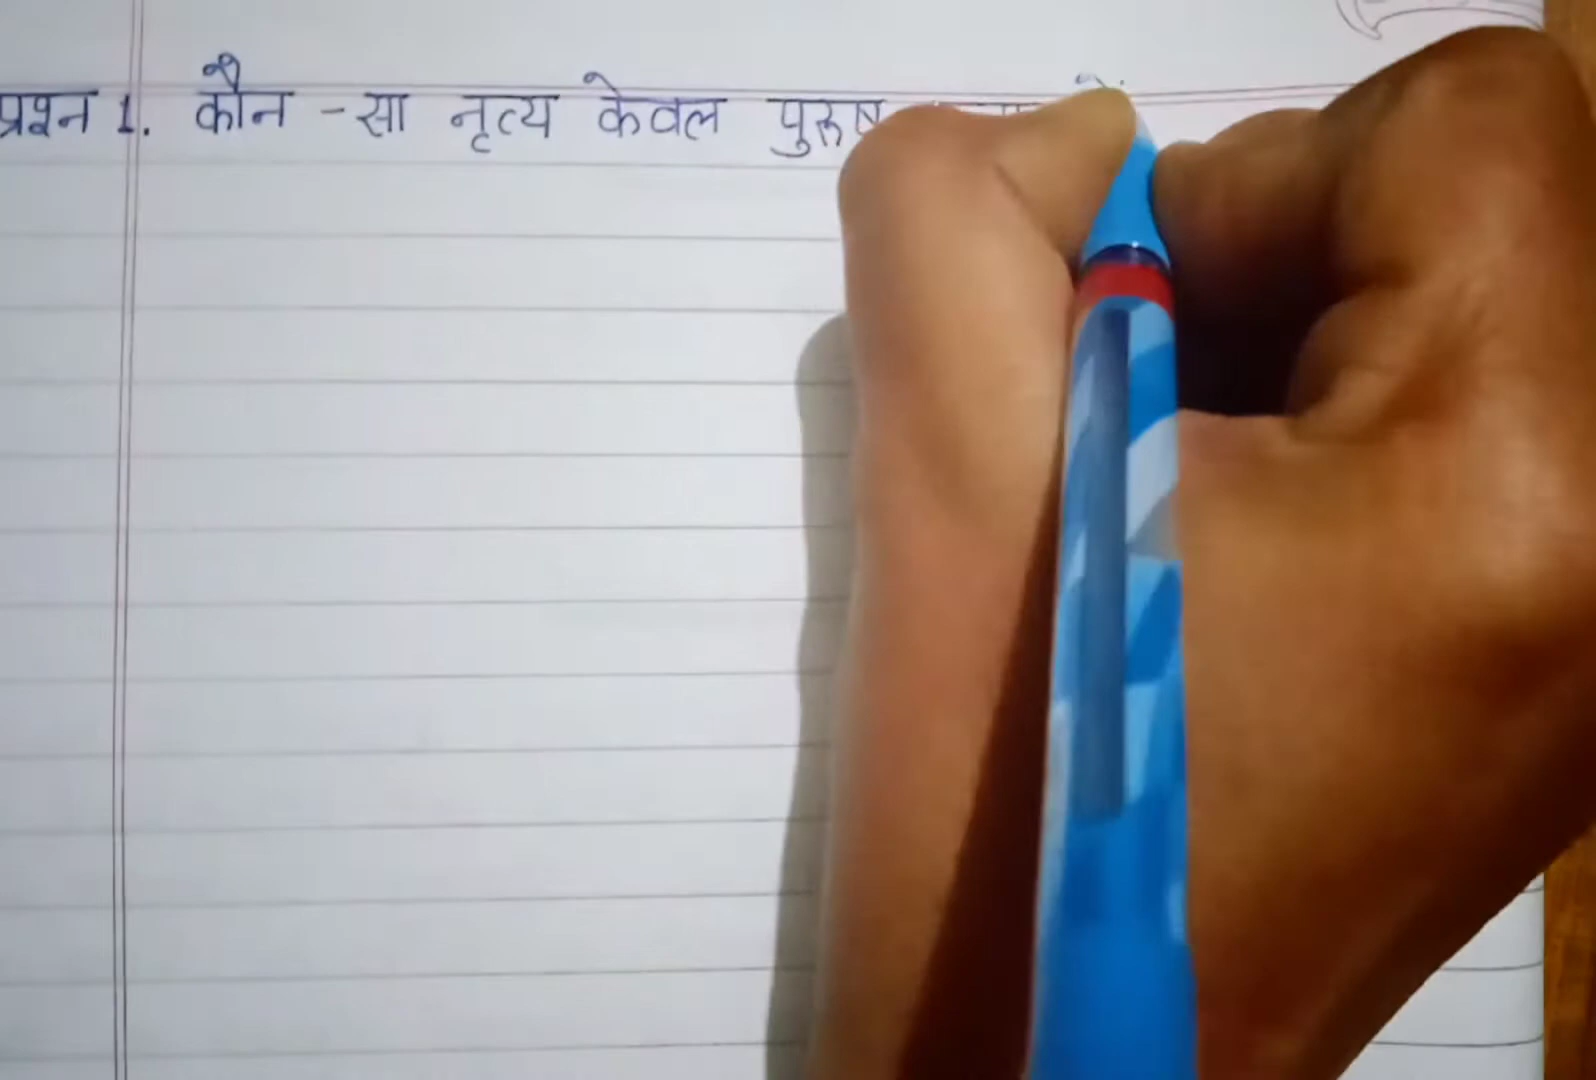 प्रश्न 1. कौन - सा नृत्य केवल पुरूष